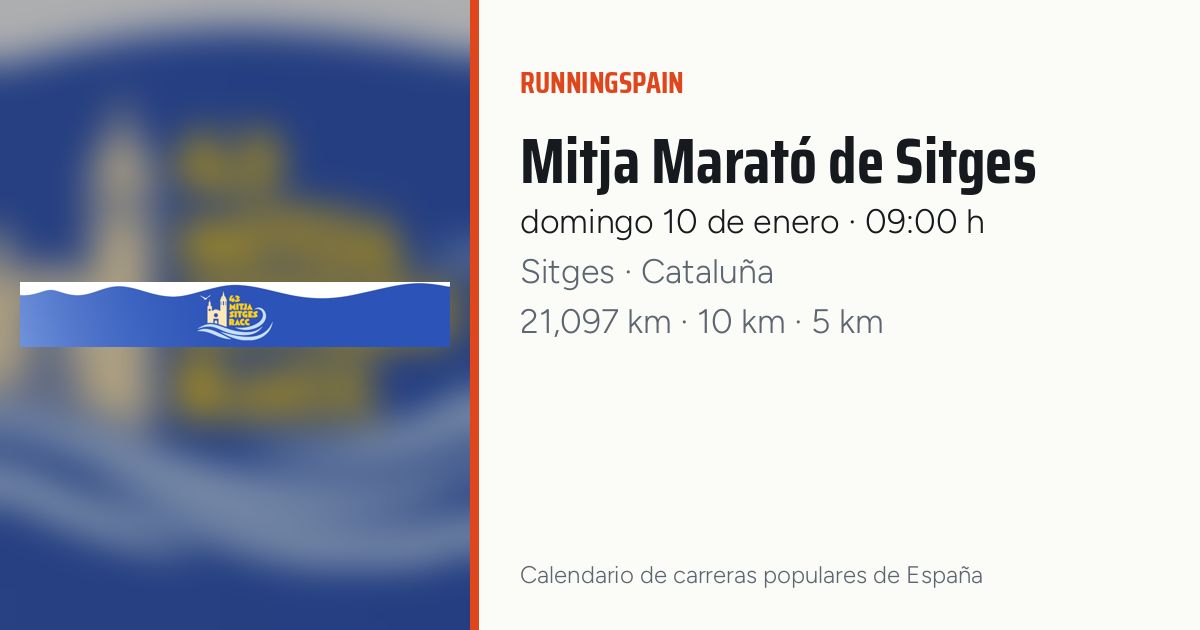 43
MITJA
SITGES
RACC
RUNNINGSPAIN
Mitja Marató de Sitges
domingo 10 de enero · 09:00 h
Sitges · Cataluña
21,097 km · 10 km · 5 km
Calendario de carreras populares de España